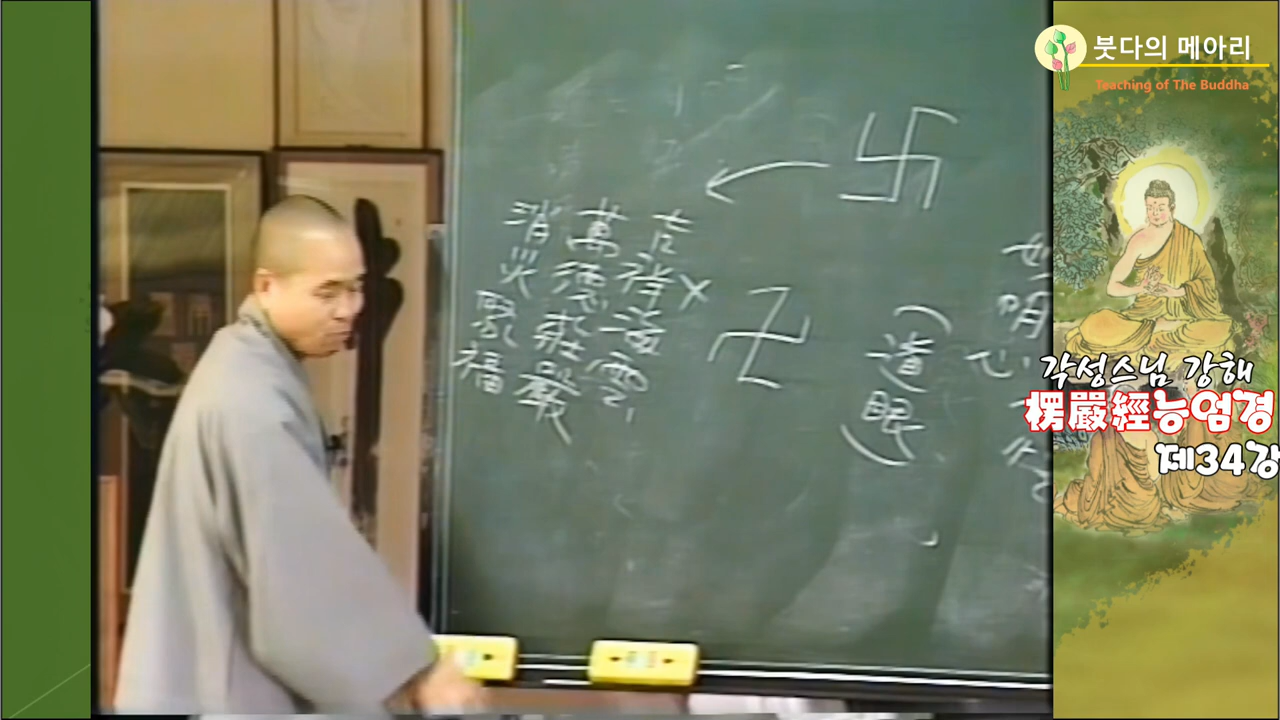 붓다의 메아리
Teaching of The Buddha
각성스님 강해
楞嚴經능엄경
제34강
明
心
(道眼)
卐
卍
吉祥海雲 ×
萬德莊嚴
消災聚福